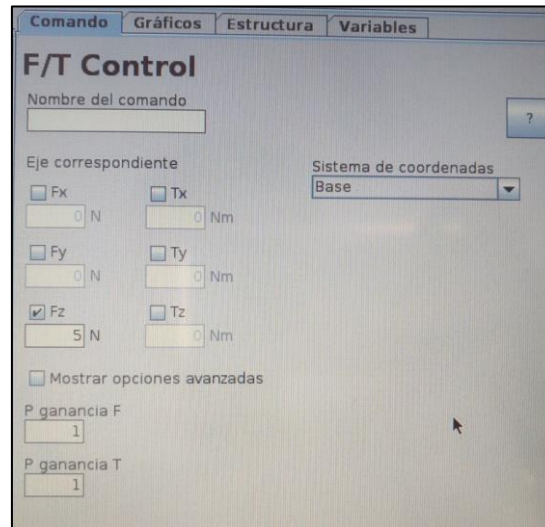 Comando Gráficos Estructura Variables
F/T Control
Nombre del comando
?
Eje correspondiente Sistema de coordenadas
Base
Fx Tx
0 N 0 Nm
Fy Ty
0 N 0 Nm
Fz Tz
5 N 0 Nm
Mostrar opciones avanzadas
P ganancia F
1
P ganancia T
1